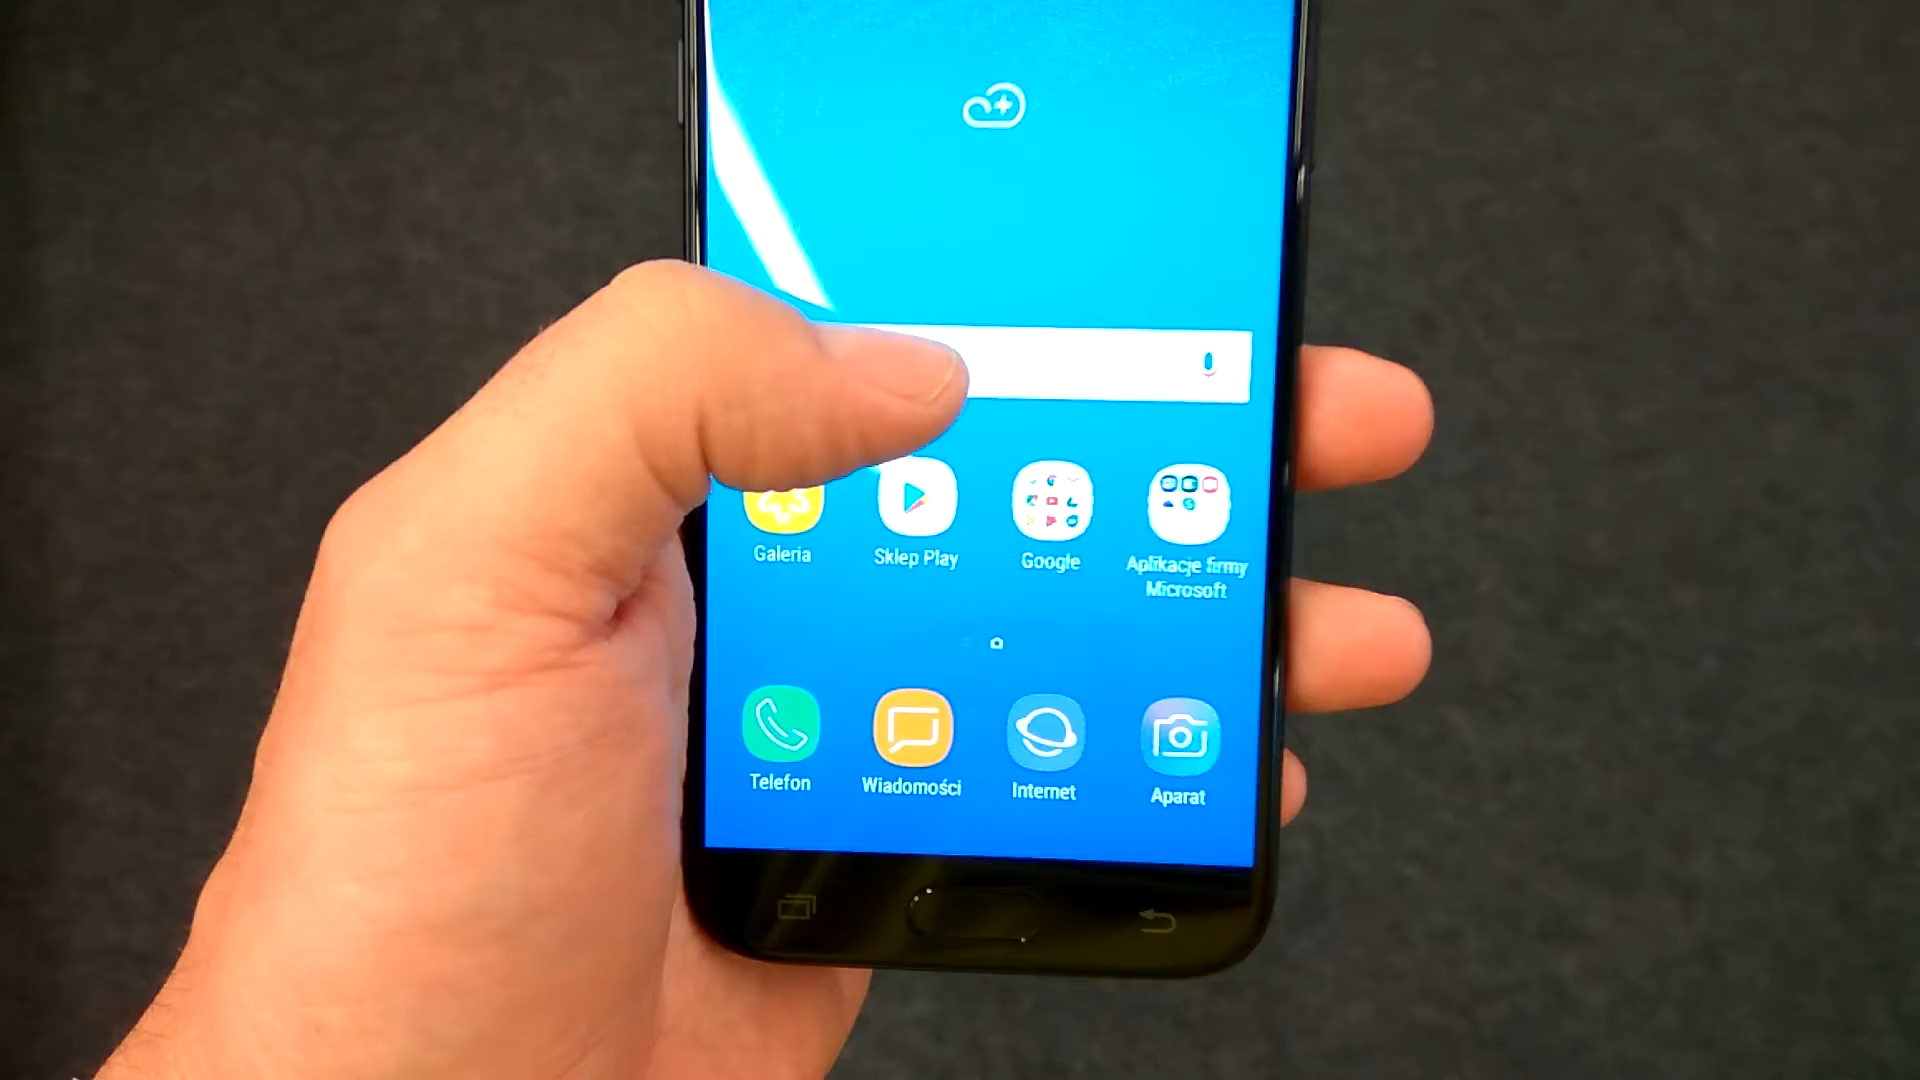 Galeria
Sklep Play
Google
Aplikacje firmy
Microsoft
Telefon
Wiadomości
Internet
Aparat